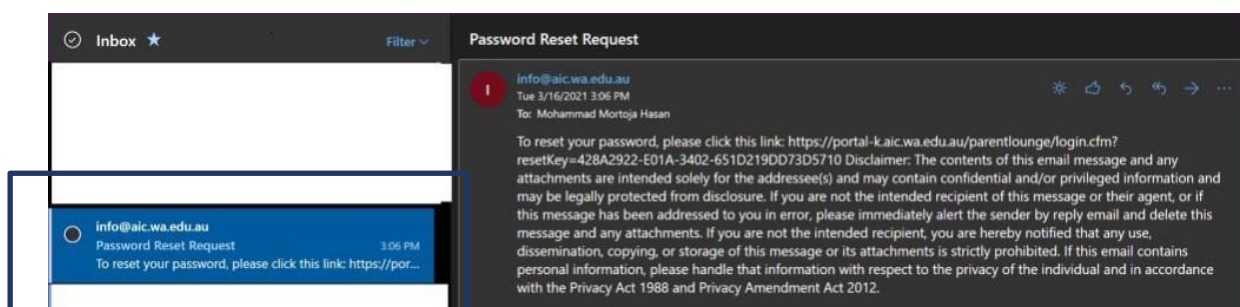 Inbox ★
Filter
info@aic.wa.edu.au
Password Reset Request
3:06 PM
To reset your password, please click this link: https://por...
Password Reset Request
I
info@aic.wa.edu.au
Tue 3/16/2021 3:06 PM
To: Mohammad Mortoja Hasan
To reset your password, please click this link: https://portal-k.aic.wa.edu.au/parentlounge/login.cfm?
resetKey=428A2922-E01A-3402-651D219DD73D5710 Disclaimer: The contents of this email message and any
attachments are intended solely for the addressee(s) and may contain confidential and/or privileged information and
may be legally protected from disclosure. If you are not the intended recipient of this message or their agent, or if
this message has been addressed to you in error, please immediately alert the sender by reply email and delete this
message and any attachments. If you are not the intended recipient, you are hereby notified that any use,
dissemination, copying, or storage of this message or its attachments is strictly prohibited. If this email contains
personal information, please handle that information with respect to the privacy of the individual and in accordance
with the Privacy Act 1988 and Privacy Amendment Act 2012.